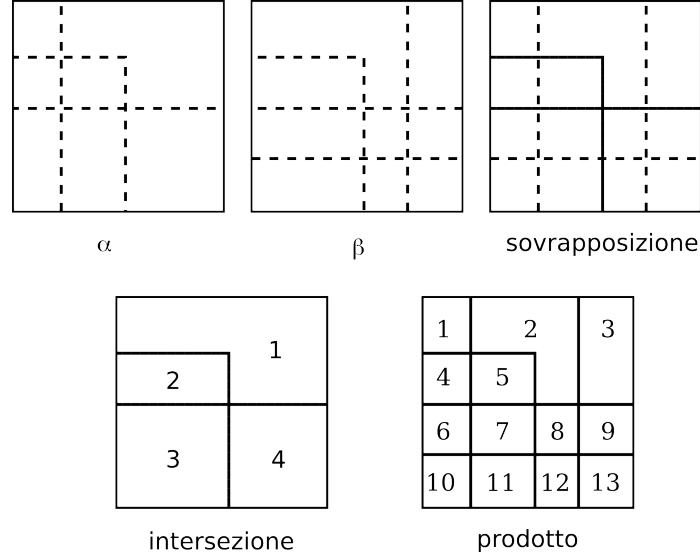 α
β
sovrapposizione
1
2
3
4
intersezione
1 2 3
4 5
6 7 8 9
10 11 12 13
prodotto